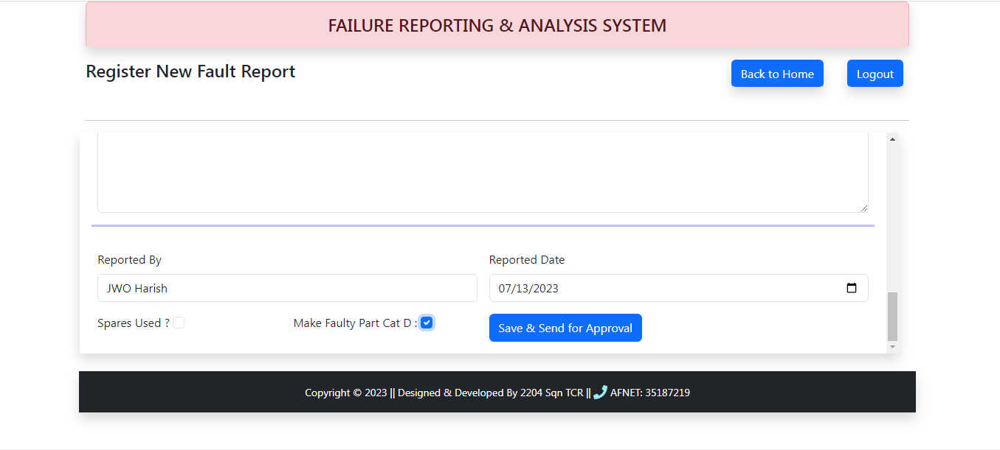 FAILURE REPORTING & ANALYSIS SYSTEM
Register New Fault Report
Back to Home
Logout
Reported By
Reported Date
JWO Harish
07/13/2023
Spares Used ?
Make Faulty Part Cat D :
Save & Send for Approval
Copyright © 2023 || Designed & Developed By 2204 Sqn TCR || AFNET: 35187219